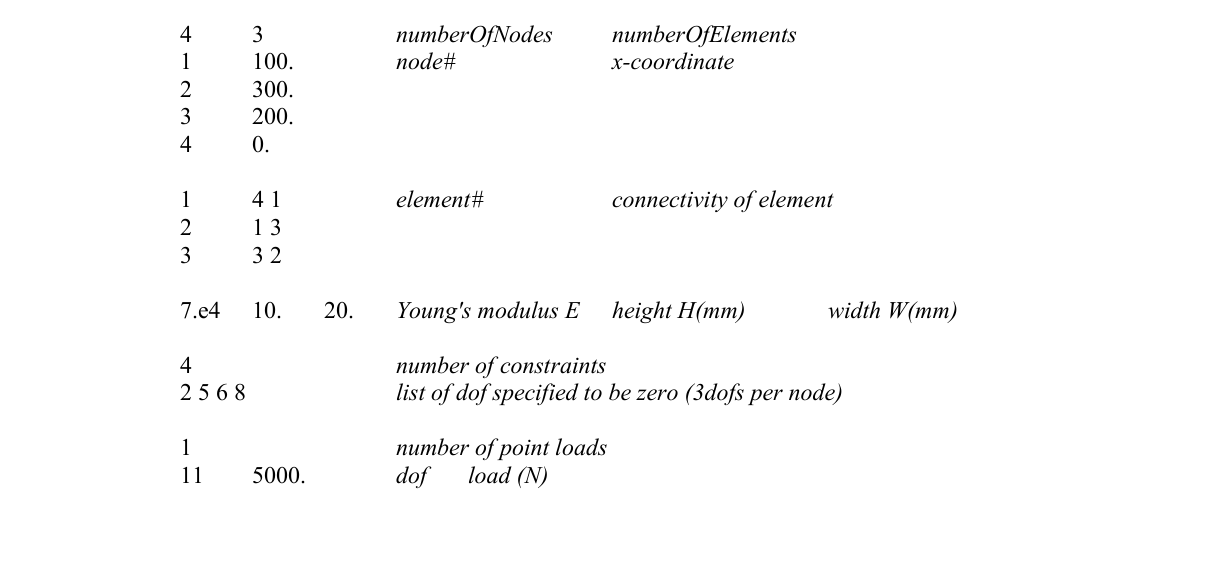 4 3 numberOfNodes numberOfElements
1 100. node# x-coordinate
2 300.
3 200.
4 0.
1 4 1 element# connectivity of element
2 1 3
3 3 2
7.e4 10. 20. Young's modulus E height H(mm) width W(mm)
4 number of constraints
2 5 6 8 list of dof specified to be zero (3dofs per node)
1 number of point loads
11 5000. dof load (N)